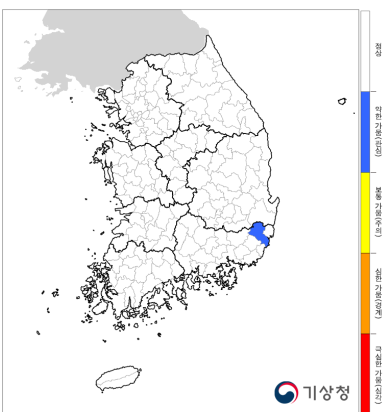 정상
약한 가뭄(관심)
보통 가뭄(주의)
심한 가뭄(경계)
극심한 가뭄(심각)
기상청